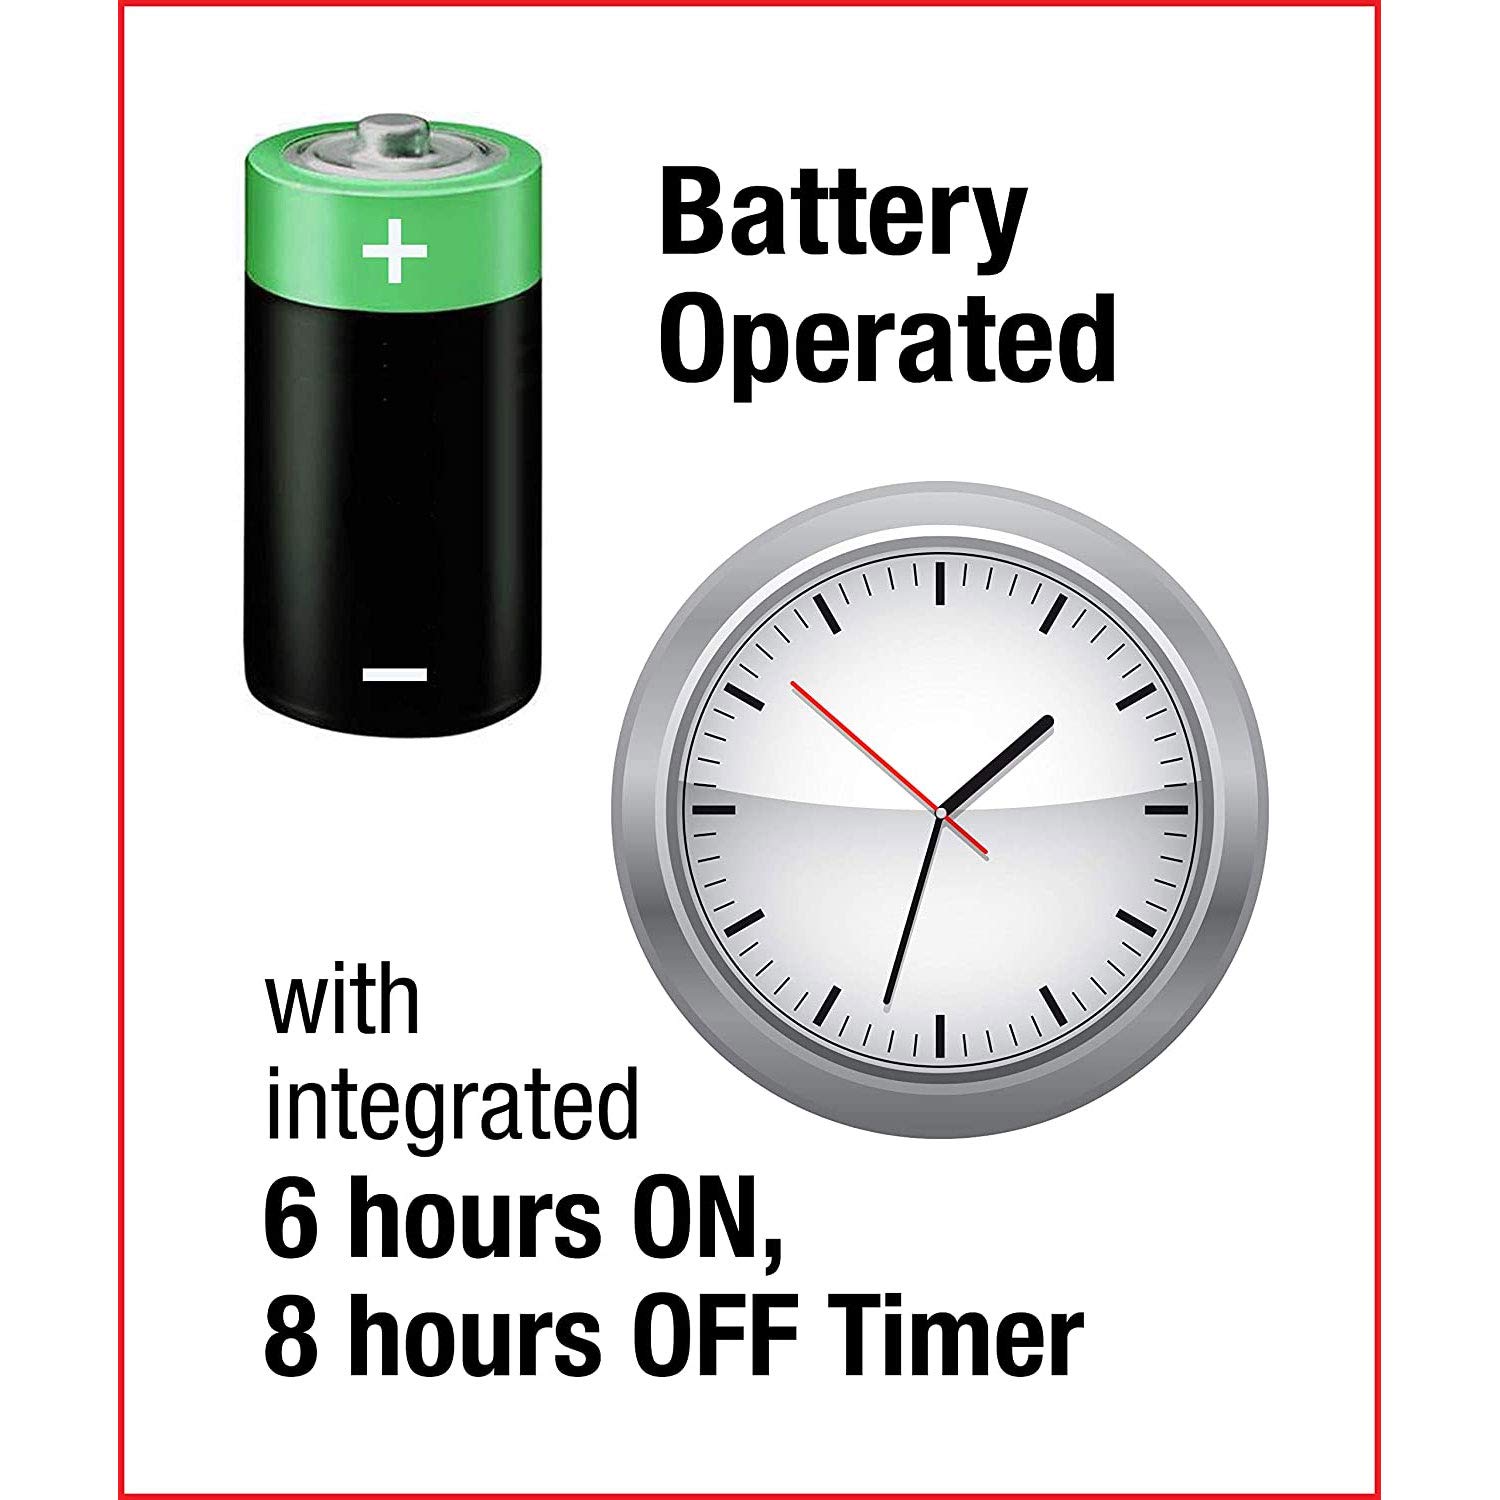 Battery
Operated
with
integrated
6 hours ON,
8 hours OFF Timer